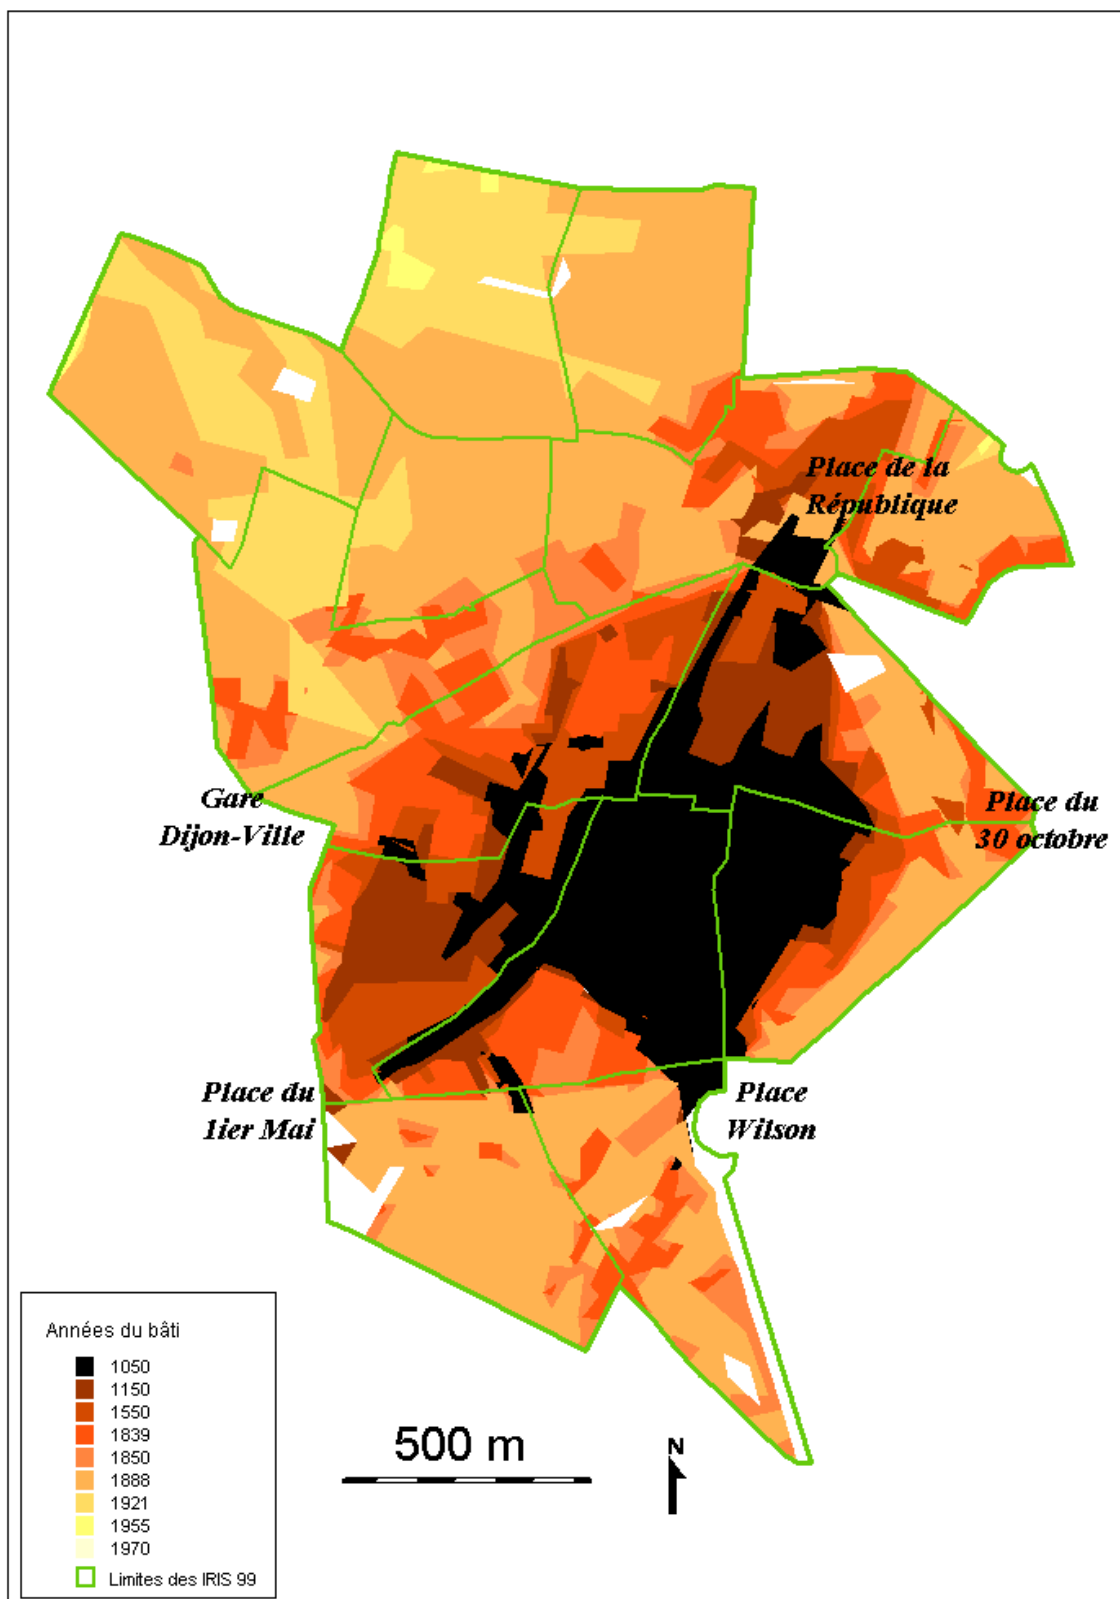 Place de la
République
Gare
Dijon-Ville
Place du
30 octobre
Place du
1ier Mai
Place
Wilson
Années du bâti
1050
1150
1550
1839
1850
1888
1921
1955
1970
Limites des IRIS 99
500 m
N